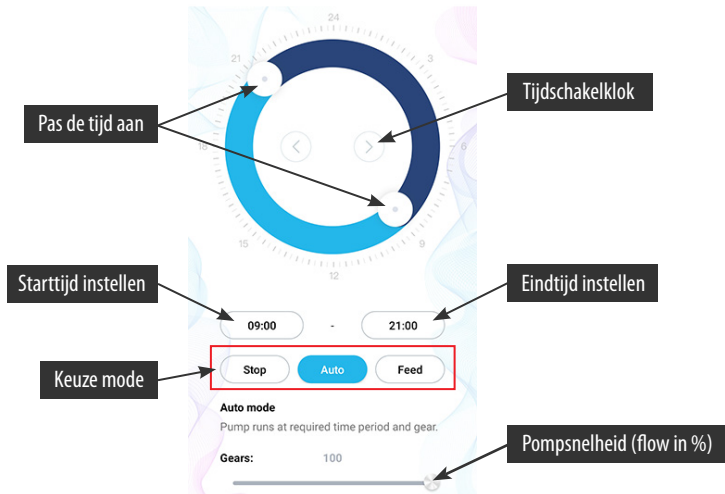 24
21
3
Tijdschakelklok
Pas de tijd aan
18
6
15
9
12
Starttijd instellen
Eindtijd instellen
09:00 - 21:00
Keuze mode
Stop Auto Feed
Auto mode
Pump runs at required time period and gear.
Pompsnelheid (flow in %)
Gears: 100